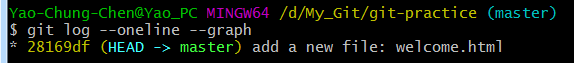 Yao-Chung-Chen@Yao_PC MINGW64 /d/My_Git/git-practice (master)
$ git log --oneline --graph
* 28169df (HEAD -> master) add a new file: welcome.html